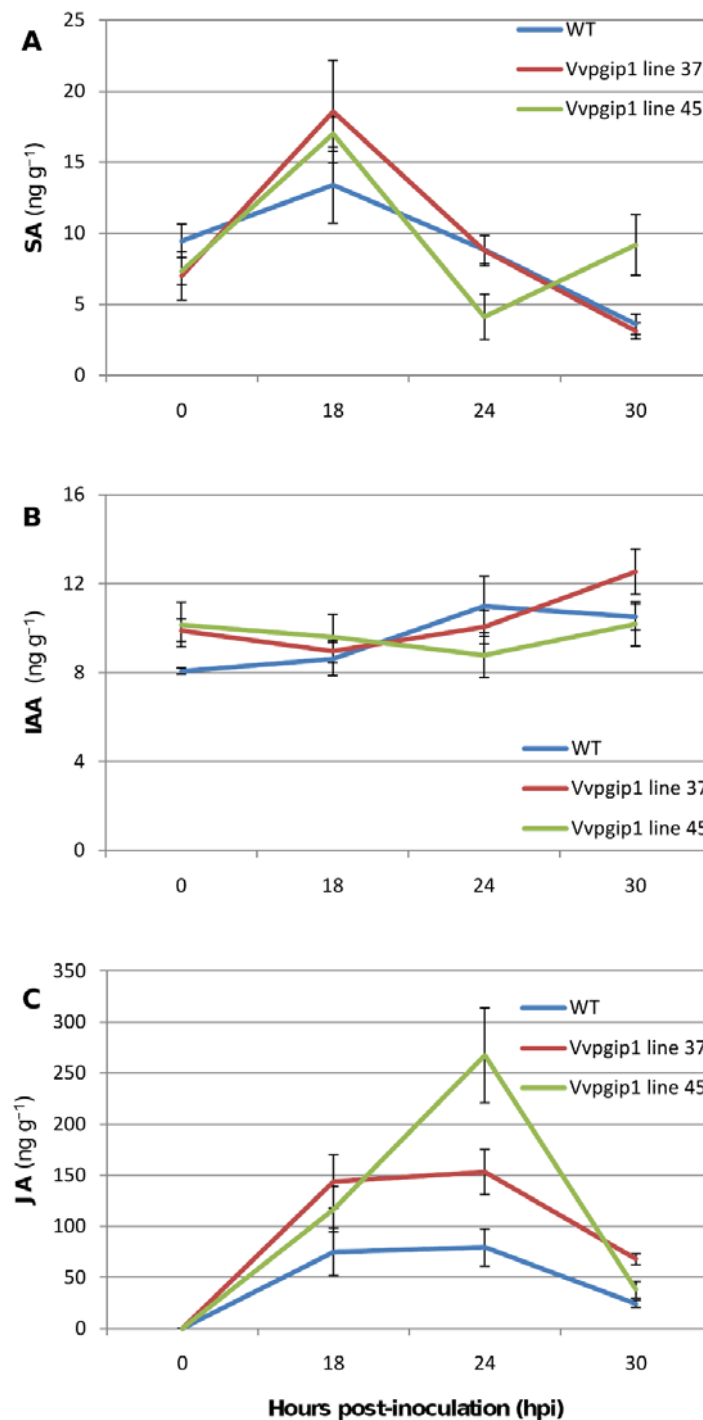 A
SA (ng g⁻¹)
25
20
15
10
5
0
0 18 24 30
WT
Vvpgip1 line 37
Vvpgip1 line 45
B
IAA (ng g⁻¹)
16
12
8
4
0
0 18 24 30
WT
Vvpgip1 line 37
Vvpgip1 line 45
C
JA (ng g⁻¹)
350
300
250
200
150
100
50
0
0 18 24 30
WT
Vvpgip1 line 37
Vvpgip1 line 45
Hours post-inoculation (hpi)